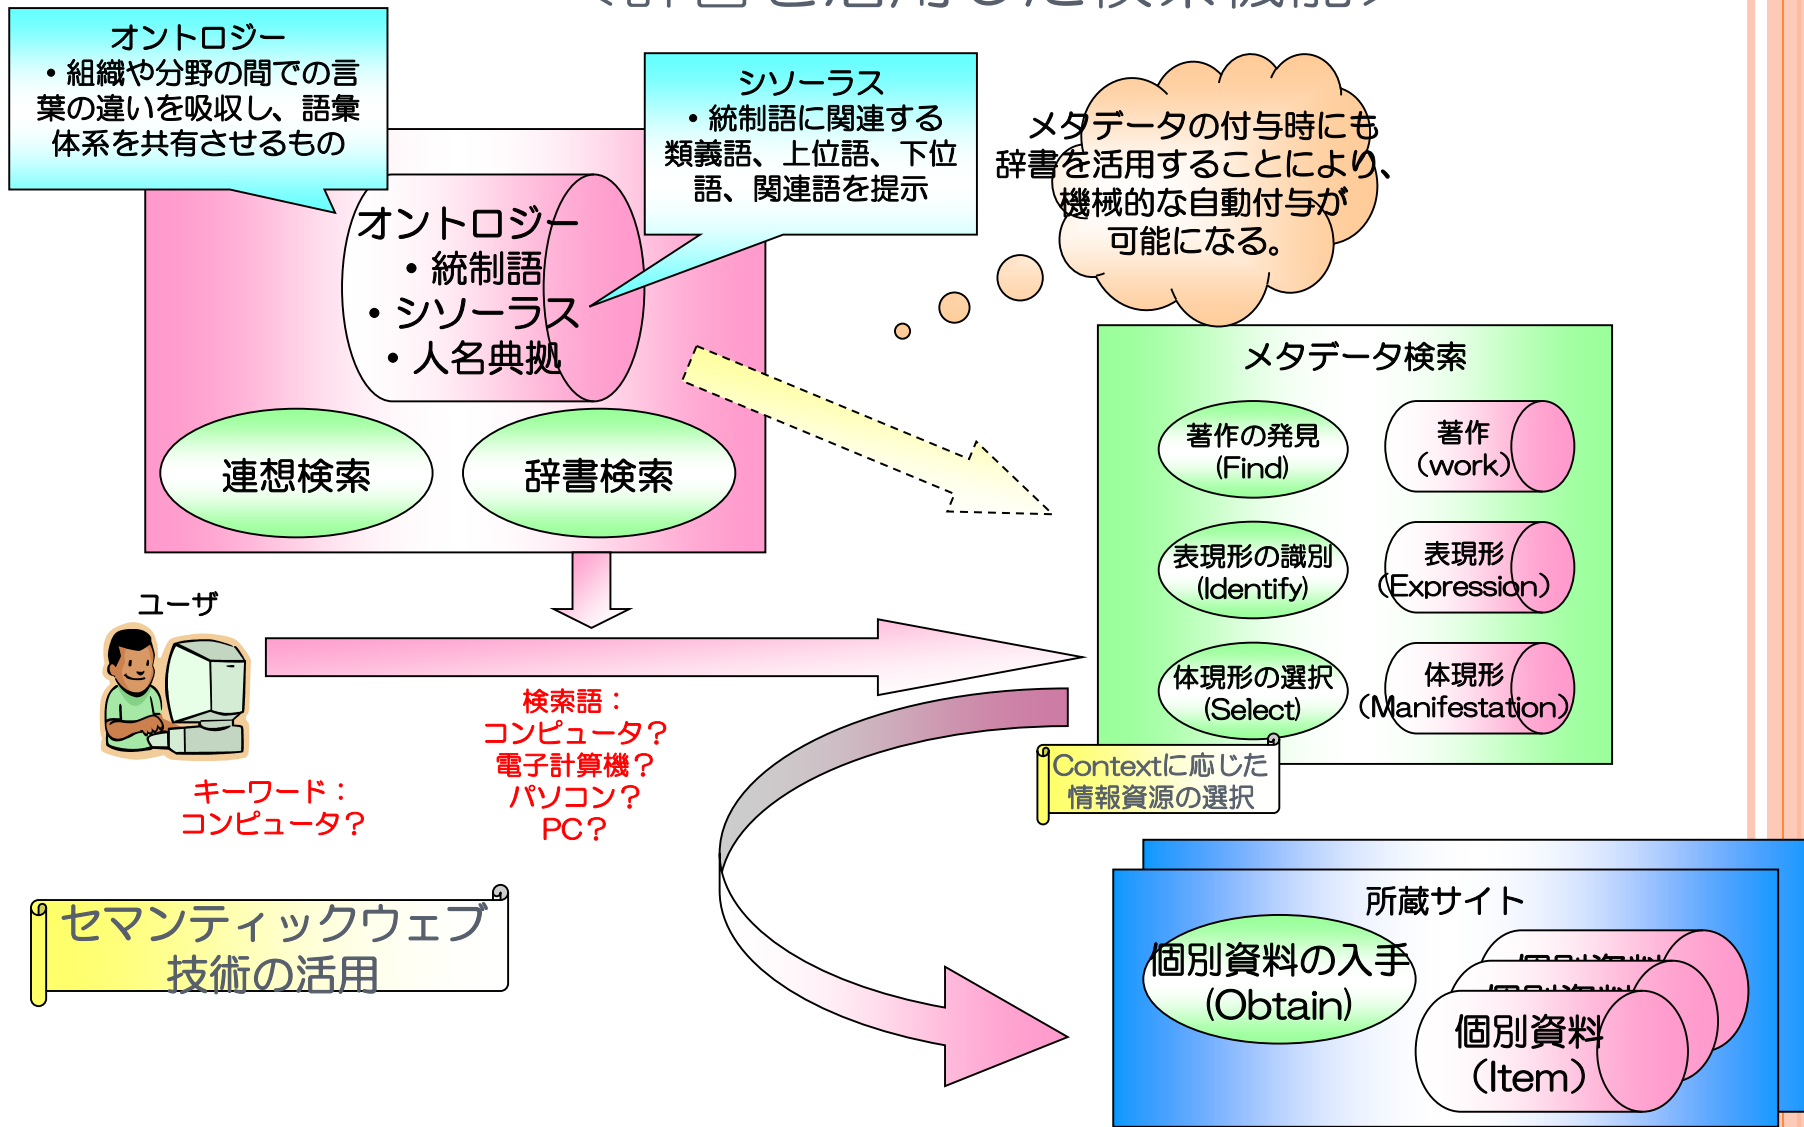 オントロジー
・組織や分野の間での言
葉の違いを吸収し、語彙
体系を共有させるもの
シソーラス
・統制語に関連する
類義語、上位語、下位
語、関連語を提示
メタデータの付与時にも
辞書を活用することにより、
機械的な自動付与が
可能になる。
オントロジー
・統制語
・シソーラス
・人名典拠
連想検索
辞書検索
メタデータ検索
著作の発見
(Find)
著作
（work）
表現形の識別
(Identify)
表現形
（Expression）
体現形の選択
(Select)
体現形
（Manifestation）
Contextに応じた
情報資源の選択
ユーザ
キーワード：
コンピュータ？
検索語：
コンピュータ？
電子計算機？
パソコン？
PC？
セマンティックウェブ
技術の活用
所蔵サイト
個別資料の入手
(Obtain)
個別資料
（Item）